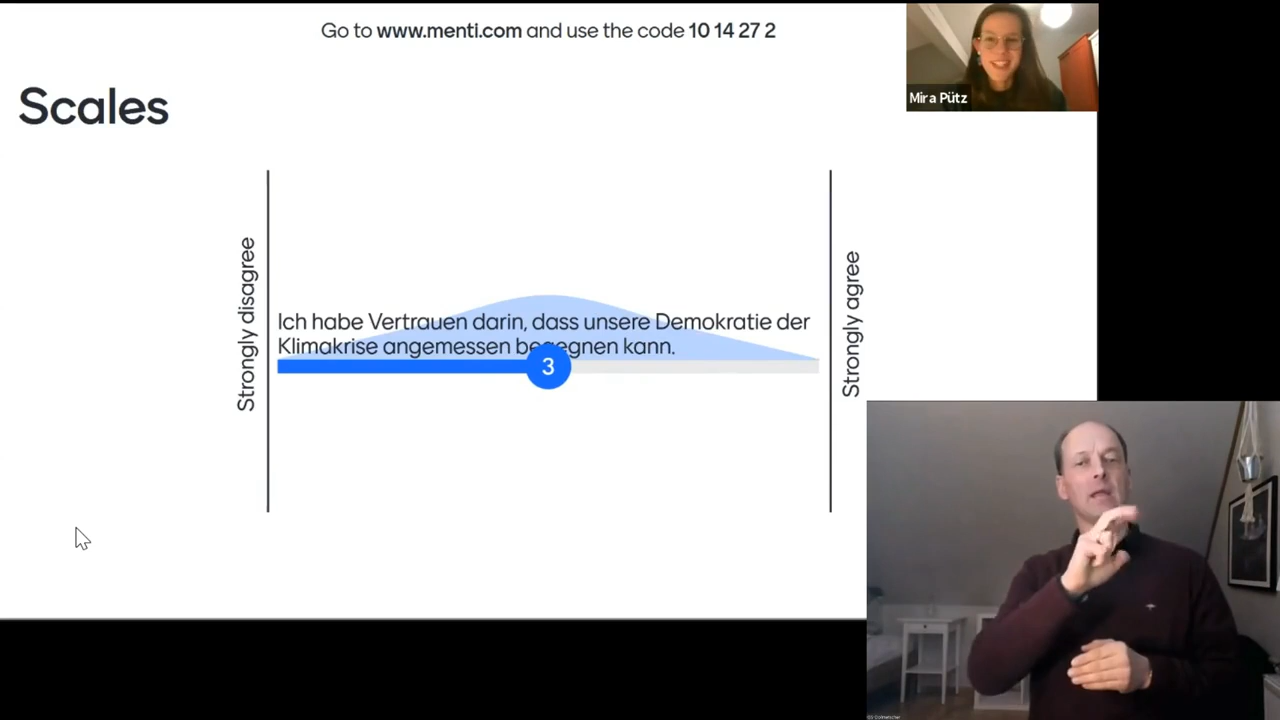 Go to www.menti.com and use the code 10 14 27 2
Mira Pütz
Scales
Strongly disagree
Ich habe Vertrauen darin, dass unsere Demokratie der
Klimakrise angemessen begegnen kann.
3
Strongly agree